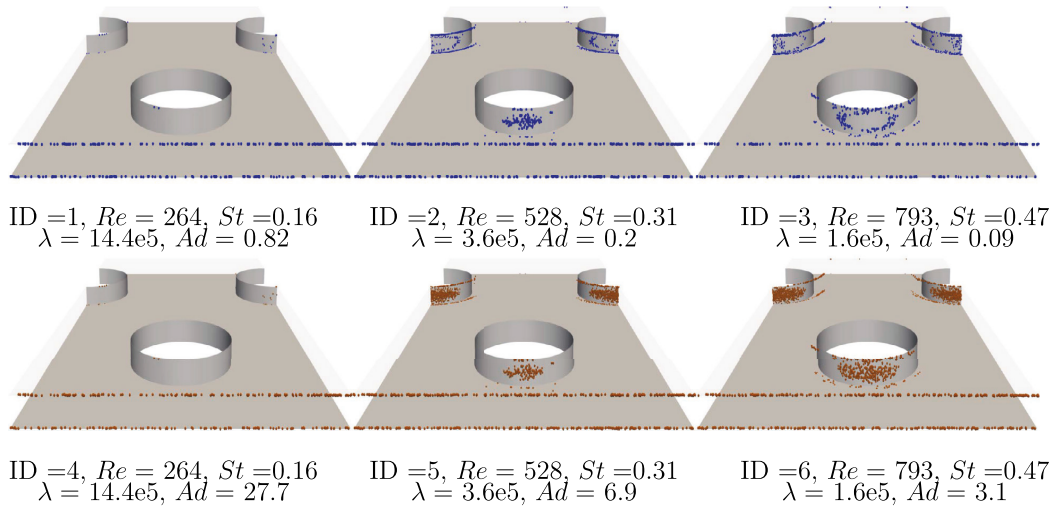 ID =1, Re = 264, St =0.16
λ = 14.4e5, Ad = 0.82
ID =2, Re = 528, St =0.31
λ = 3.6e5, Ad = 0.2
ID =3, Re = 793, St =0.47
λ = 1.6e5, Ad = 0.09
ID =4, Re = 264, St =0.16
λ = 14.4e5, Ad = 27.7
ID =5, Re = 528, St =0.31
λ = 3.6e5, Ad = 6.9
ID =6, Re = 793, St =0.47
λ = 1.6e5, Ad = 3.1